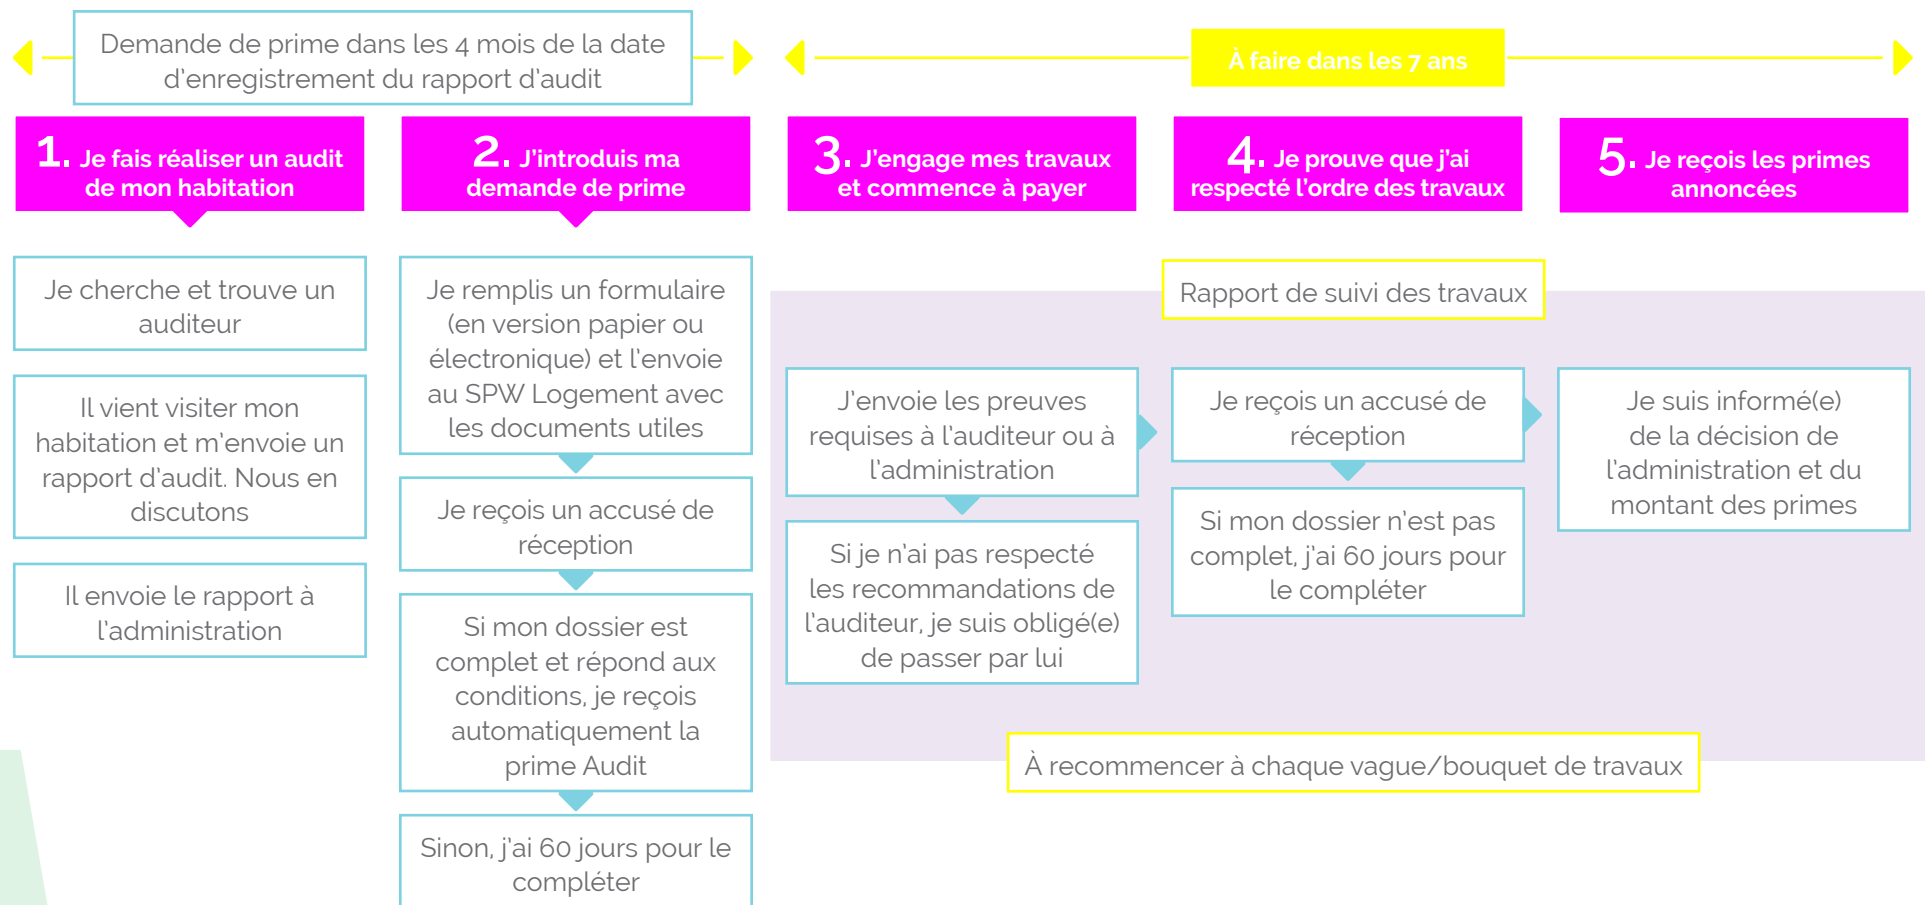 Demande de prime dans les 4 mois de la date
d'enregistrement du rapport d'audit
À faire dans les 7 ans
1. Je fais réaliser un audit
de mon habitation
2. J'introduis ma
demande de prime
3. J'engage mes travaux
et commence à payer
4. Je prouve que j'ai
respecté l'ordre des travaux
5. Je reçois les primes
annoncées
Je cherche et trouve un
auditeur
Il vient visiter mon
habitation et m'envoie un
rapport d'audit. Nous en
discutons
Il envoie le rapport à
l'administration
Je remplis un formulaire
(en version papier ou
électronique) et l'envoie
au SPW Logement avec
les documents utiles
Je reçois un accusé de
réception
Si mon dossier est
complet et répond aux
conditions, je reçois
automatiquement la
prime Audit
Sinon, j'ai 60 jours pour le
compléter
Rapport de suivi des travaux
J'envoie les preuves
requises à l'auditeur ou à
l'administration
Si je n'ai pas respecté
les recommandations de
l'auditeur, je suis obligé(e)
de passer par lui
Je reçois un accusé de
réception
Si mon dossier n'est pas
complet, j'ai 60 jours pour
le compléter
Je suis informé(e)
de la décision de
l'administration et du
montant des primes
À recommencer à chaque vague/bouquet de travaux